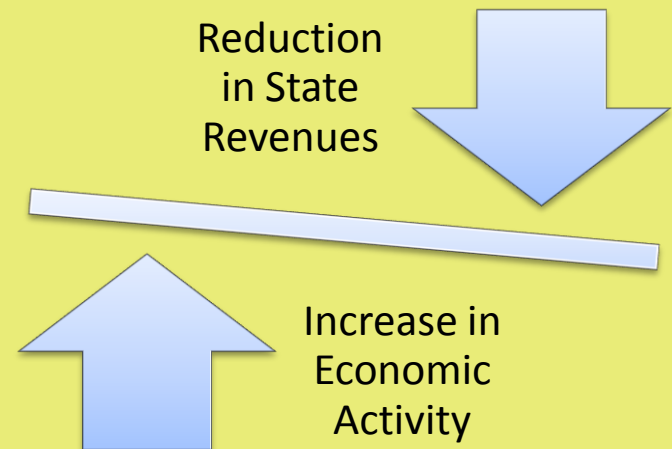 Reduction
in State
Revenues
Increase in
Economic
Activity